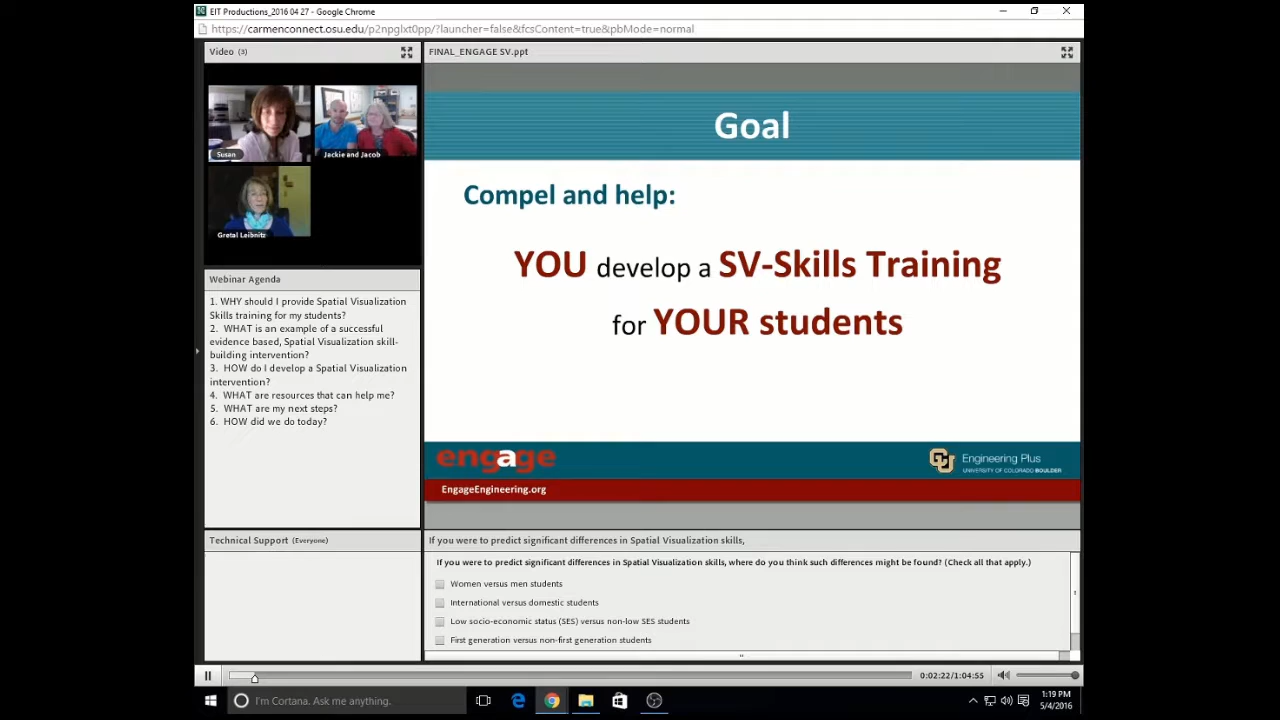 EIT Productions_2016 04 27 - Google Chrome
https://carmenconnect.osu.edu/p2npglxt0pp/?launcher=false&fcsContent=true&pbMode=normal
Video (3)
Susan
Jackie and Jacob
Gretal Leibnitz
Webinar Agenda
1. WHY should I provide Spatial Visualization
Skills training for my students?
2.  WHAT is an example of a successful
evidence based, Spatial Visualization skill-
building intervention?
3.  HOW do I develop a Spatial Visualization
intervention?
4.  WHAT are resources that can help me?
5.  WHAT are my next steps?
6.  HOW did we do today?
Technical Support (Everyone)
FINAL_ENGAGE SV.ppt
Goal
Compel and help:
YOU develop a SV-Skills Training
for YOUR students
engage
CU Engineering Plus
UNIVERSITY OF COLORADO BOULDER
EngageEngineering.org
If you were to predict significant differences in Spatial Visualization skills,
If you were to predict significant differences in Spatial Visualization skills, where do you think such differences might be found? (Check all that apply.)
Women versus men students
International versus domestic students
Low socio-economic status (SES) versus non-low SES students
First generation versus non-first generation students
0:02:22/1:04:55
I'm Cortana. Ask me anything.
1:19 PM
5/4/2016